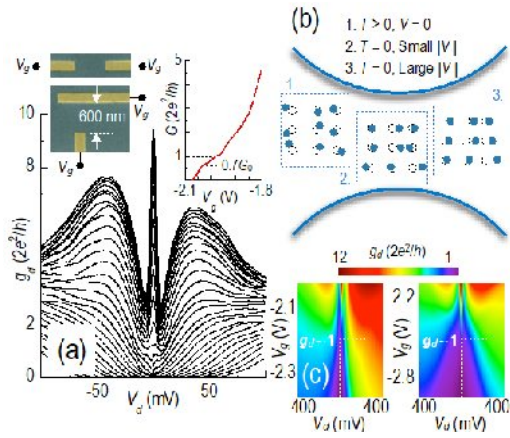 (a)
V_g
V_g
V_g
600 nm
V_g
G (2e²/h)
5
1
0.7G₀
-2.1
-1.8
V_g (V)
10
8
g_d (2e²/h)
2
0
-50
0
50
V_d (mV)
(b)
1. T > 0, V = 0
2. T = 0, Small |V|
3. T = 0, Large |V|
1.
2.
3.
12
g_d (2e²/h)
1
-2.1
V_g (V)
-2.3
g_d~1
(c)
400
400
V_d (mV)
2.2
V_g (V)
-2.8
g_d~1
400
400
V_d (mV)